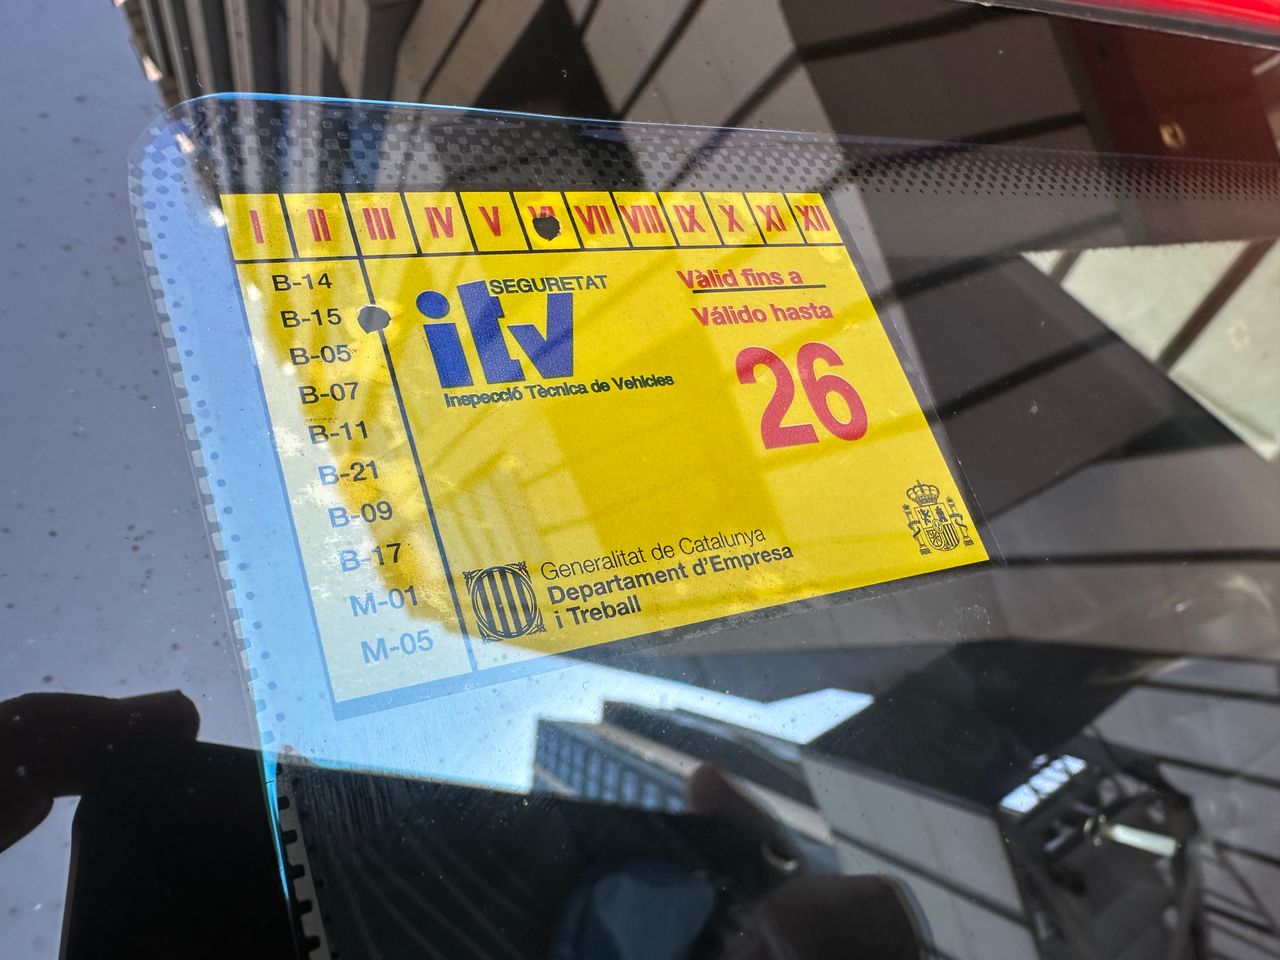 I II III IV V VI VII VIII IX X XI XII
B-14
B-15
B-05
B-07
B-11
B-21
B-09
B-17
M-01
M-05
SEGURETAT
itv
Inspecció Tècnica de Vehicles
Vàlid fins a
Válido hasta
26
Generalitat de Catalunya
Departament d'Empresa
i Treball